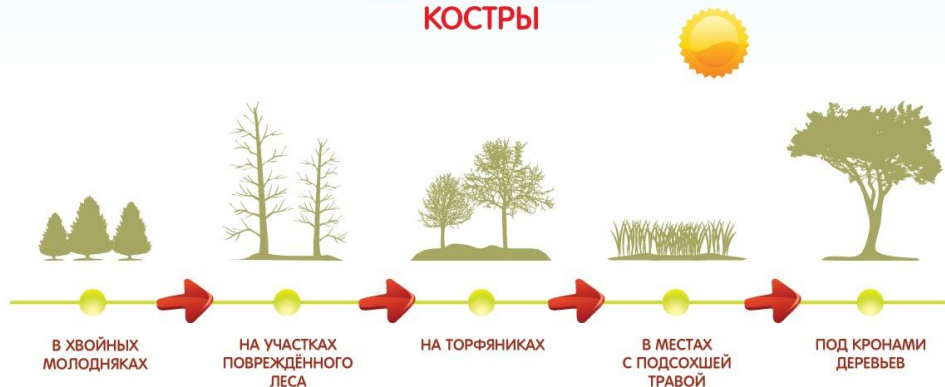 КОСТРЫ
В ХВОЙНЫХ
МОЛОДНЯКАХ
НА УЧАСТКАХ
ПОВРЕЖДЁННОГО
ЛЕСА
НА ТОРФЯНИКАХ
В МЕСТАХ
С ПОДСОХШЕЙ
ТРАВОЙ
ПОД КРОНАМИ
ДЕРЕВЬЕВ